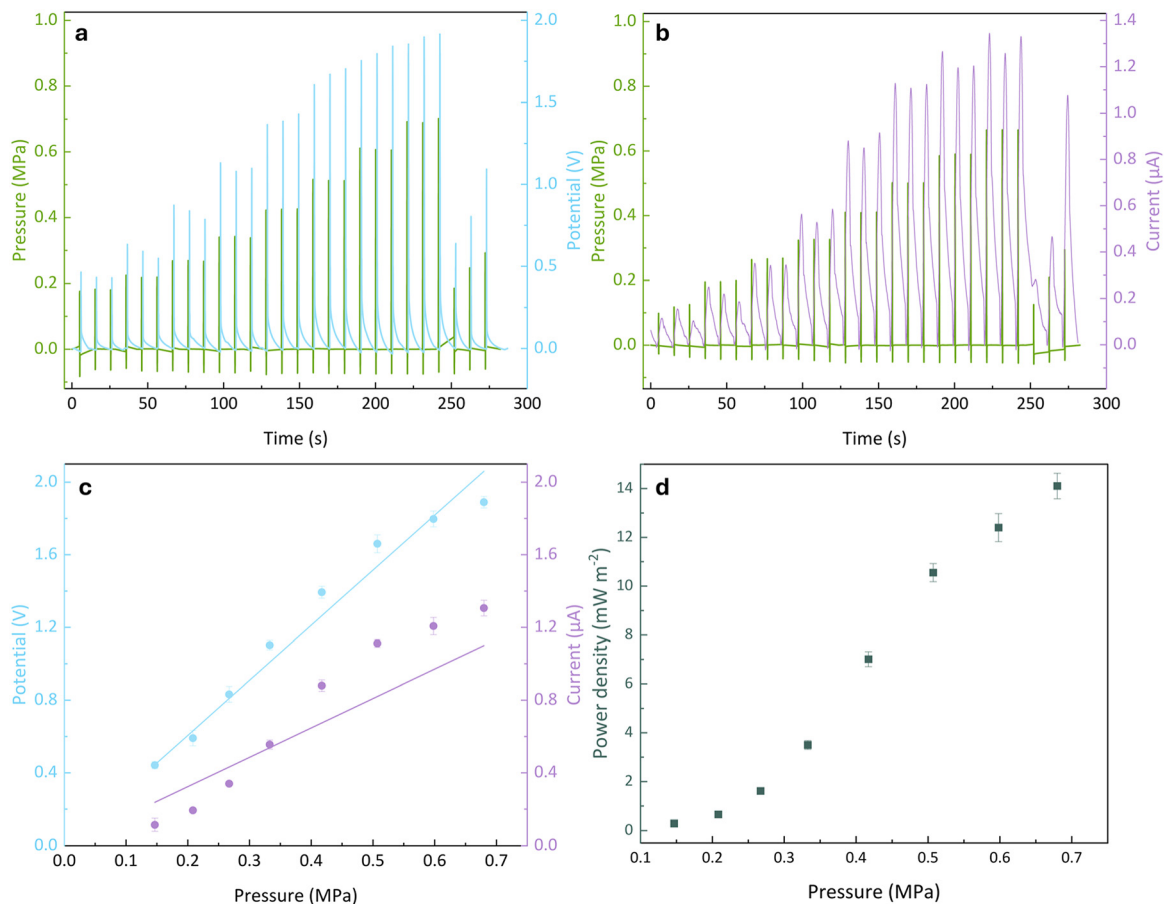 a
1.0
0.8
0.6
0.4
0.2
0.0
Pressure (MPa)
2.0
1.5
1.0
0.5
0.0
Potential (V)
0 50 100 150 200 250 300
Time (s)
b
1.0
0.8
0.6
0.4
0.2
0.0
Pressure (MPa)
1.4
1.2
1.0
0.8
0.6
0.4
0.2
0.0
Current (μA)
0 50 100 150 200 250 300
Time (s)
c
2.0
1.6
1.2
0.8
0.4
0.0
Potential (V)
2.0
1.6
1.2
0.8
0.4
0.0
Current (μA)
0.0 0.1 0.2 0.3 0.4 0.5 0.6 0.7
Pressure (MPa)
d
14
12
10
8
6
4
2
0
Power density (mW m⁻²)
0.1 0.2 0.3 0.4 0.5 0.6 0.7
Pressure (MPa)